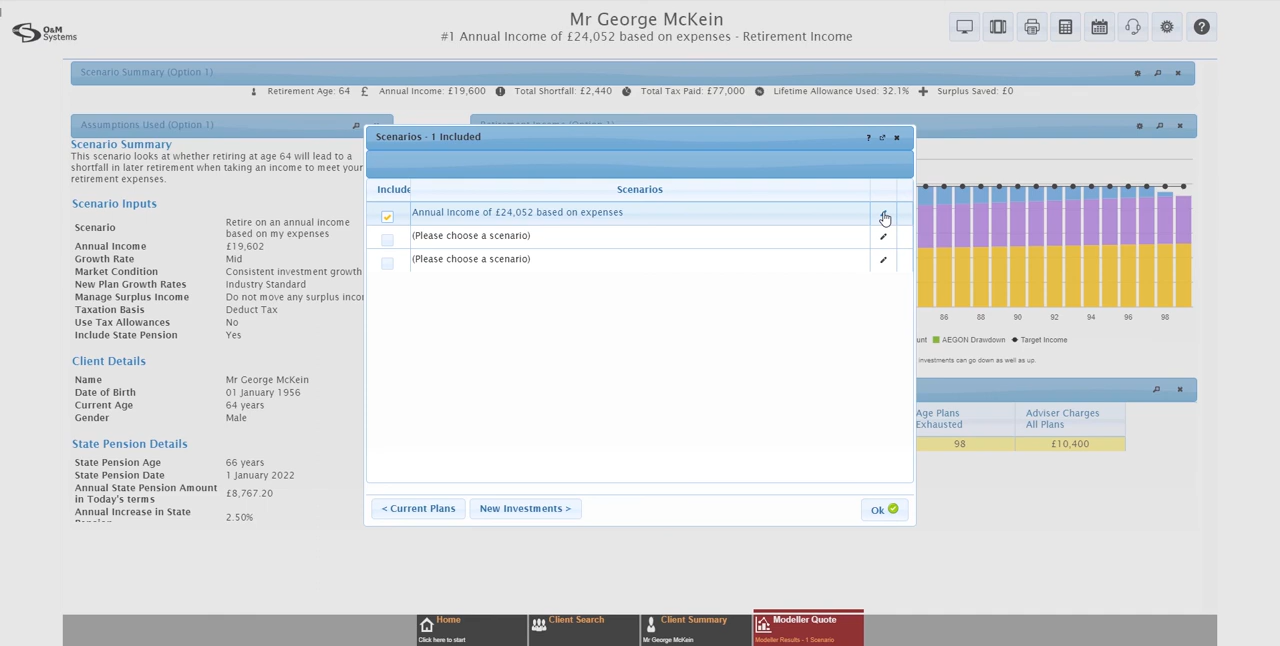 O&M
Systems
Mr George McKein
#1 Annual Income of £24,052 based on expenses - Retirement Income
?
Scenario Summary (Option 1)
Retirement Age: 64 £ Annual Income: £19,600 Total Shortfall: £2,440 Total Tax Paid: £77,000 Lifetime Allowance Used: 32.1% Surplus Saved: £0
Assumptions Used (Option 1)
Scenario Summary
This scenario looks at whether retiring at age 64 will lead to a
shortfall in later retirement when taking an income to meet your
retirement expenses.
Scenario Inputs
Scenario Retire on an annual income
based on my expenses
Annual Income £19,602
Growth Rate Mid
Market Condition Consistent investment growth
New Plan Growth Rates Industry Standard
Manage Surplus Income Do not move any surplus
Taxation Basis Deduct Tax
Use Tax Allowances No
Include State Pension Yes
Client Details
Name Mr George McKein
Date of Birth 01 January 1956
Current Age 64 years
Gender Male
State Pension Details
State Pension Age 66 years
State Pension Date 1 January 2022
Annual State Pension Amount
in Today's terms £8,767.20
Annual Increase in State
2.50%
Scenarios - 1 Included
?
Include Scenarios
Annual Income of £24,052 based on expenses
(Please choose a scenario)
(Please choose a scenario)
< Current Plans New Investments > Ok
86 88 90 92 94 96 98
AEGON Drawdown Target Income
investments can go down as well as up.
Age Plans
Exhausted
Adviser Charges
All Plans
98 £10,400
Home
Click here to start
Client Search
Client Summary
Mr George McKein
Modeller Quote
Modeller Results - 1 Scenario